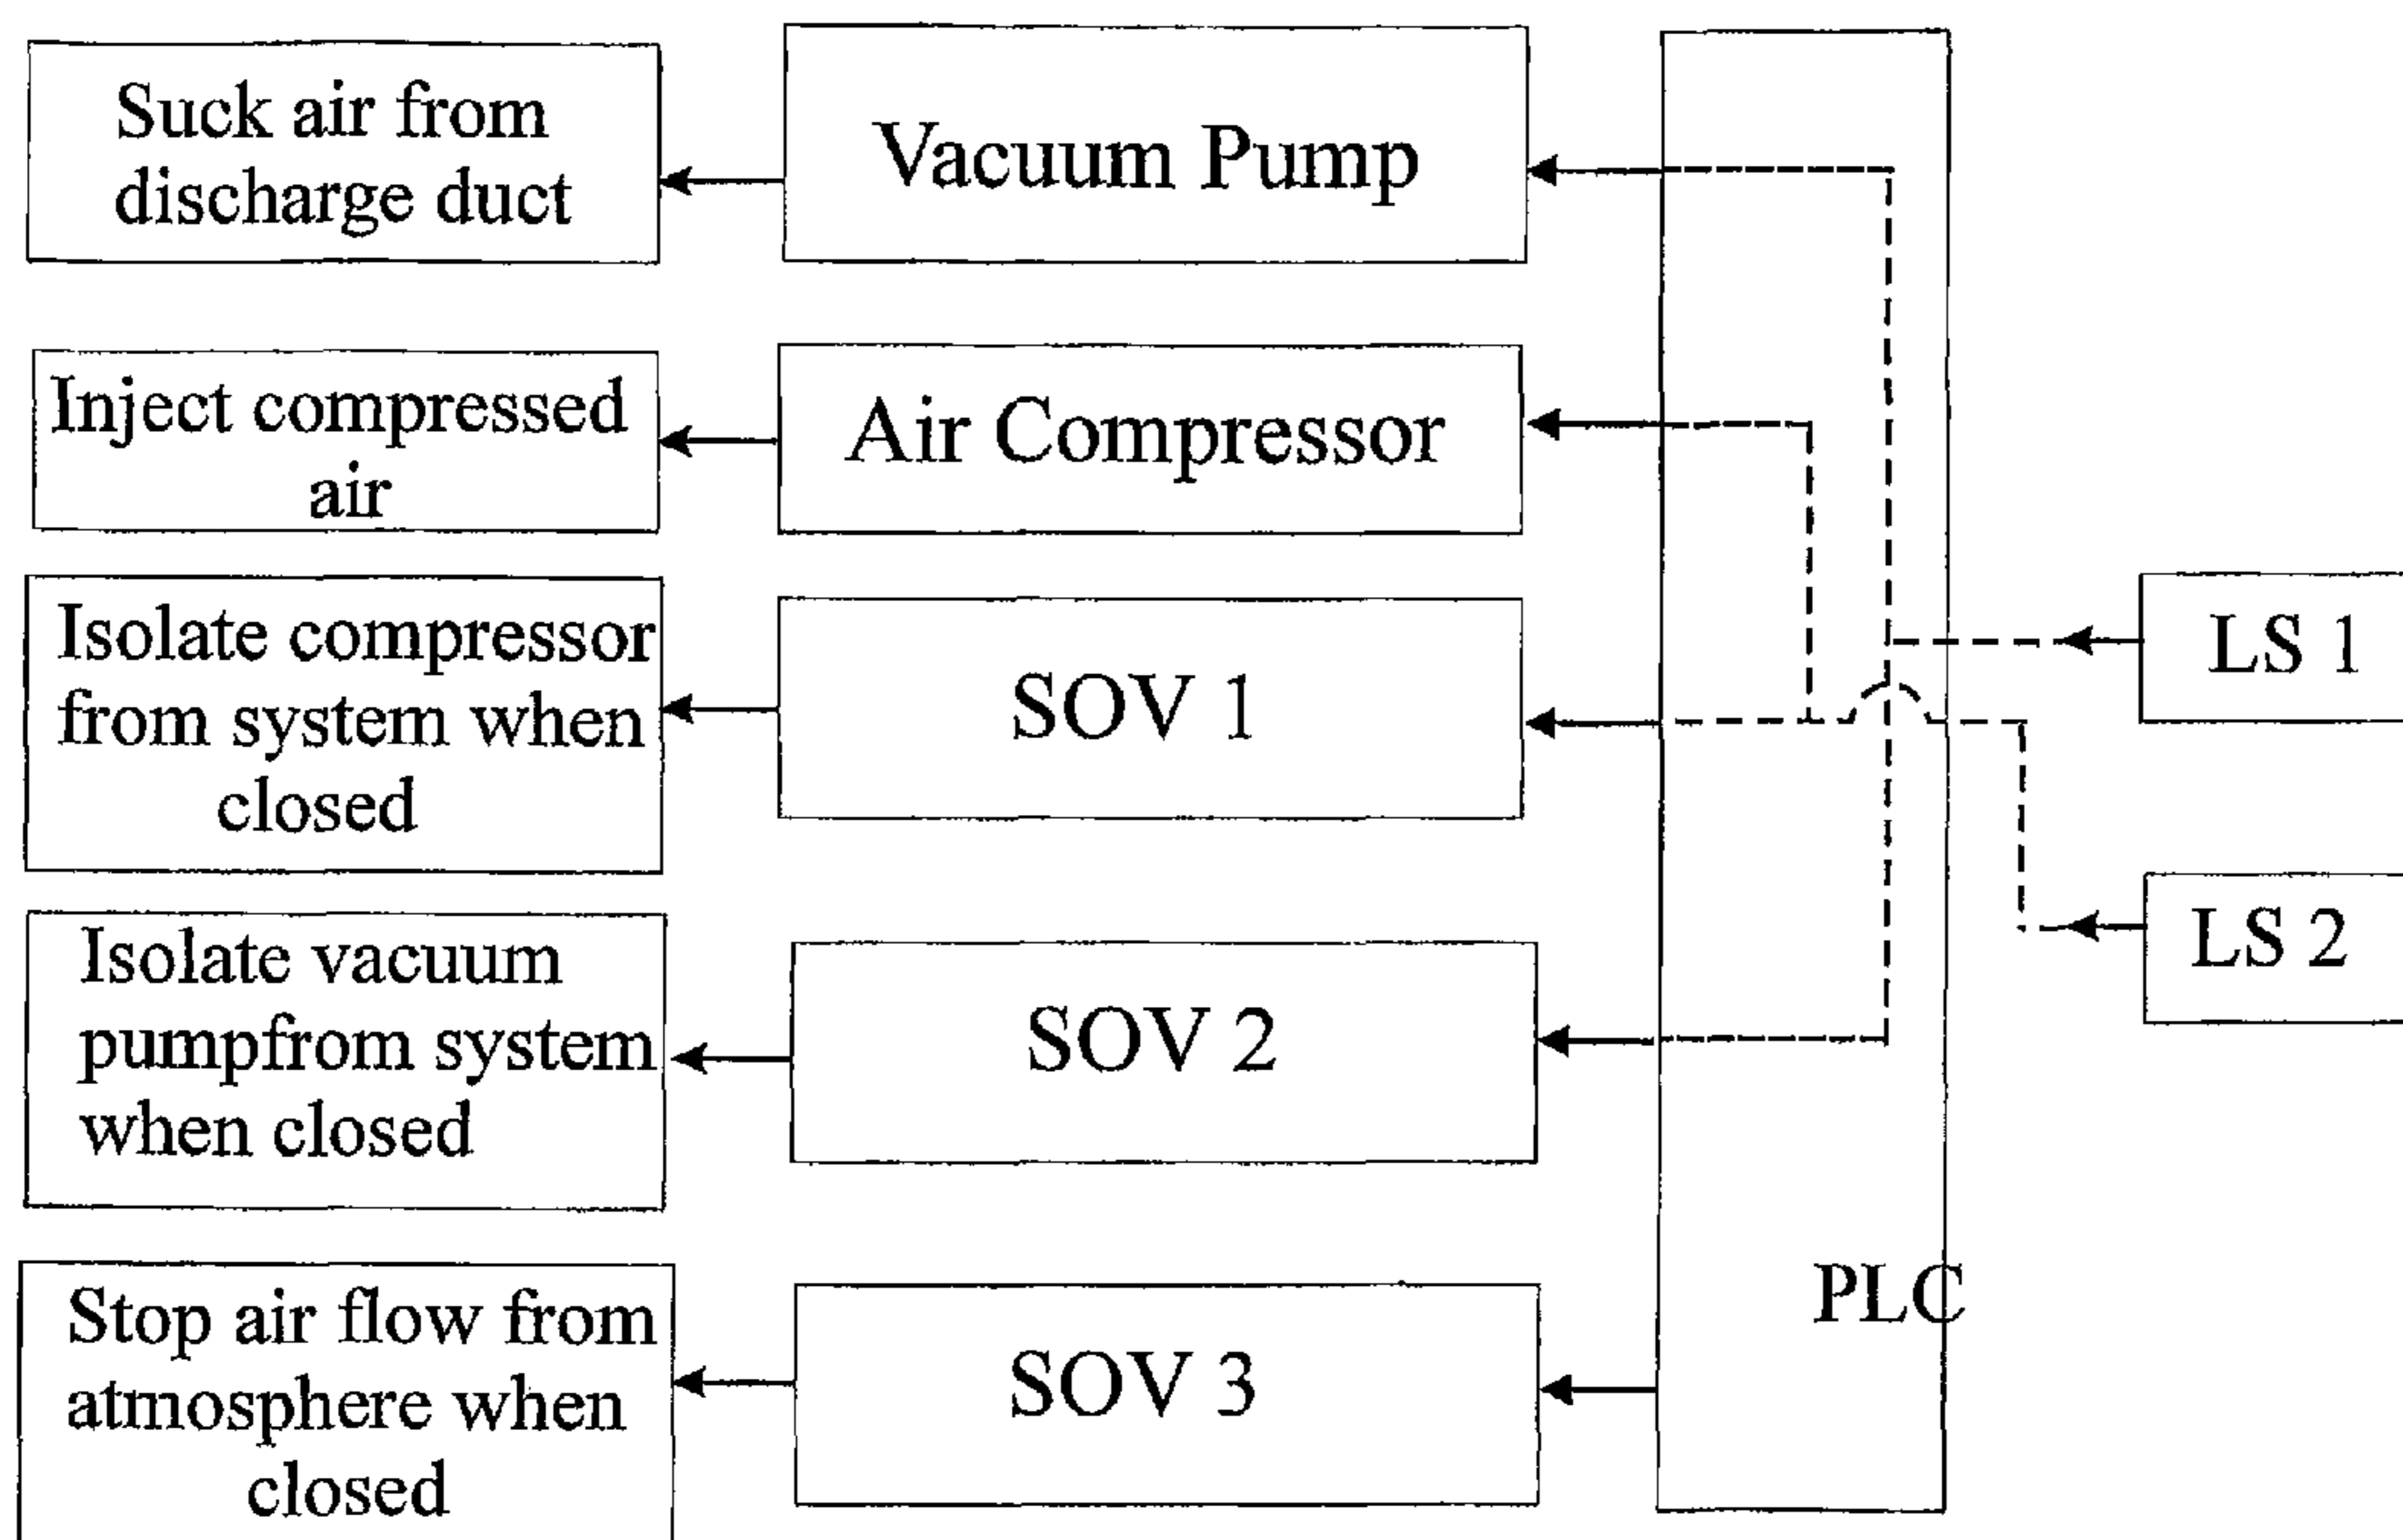 Suck air from
discharge duct
Vacuum Pump
Inject compressed
air
Air Compressor
Isolate compressor
from system when
closed
SOV 1
LS 1
Isolate vacuum
pumpfrom system
when closed
SOV 2
LS 2
Stop air flow from
atmosphere when
closed
SOV 3
PLC